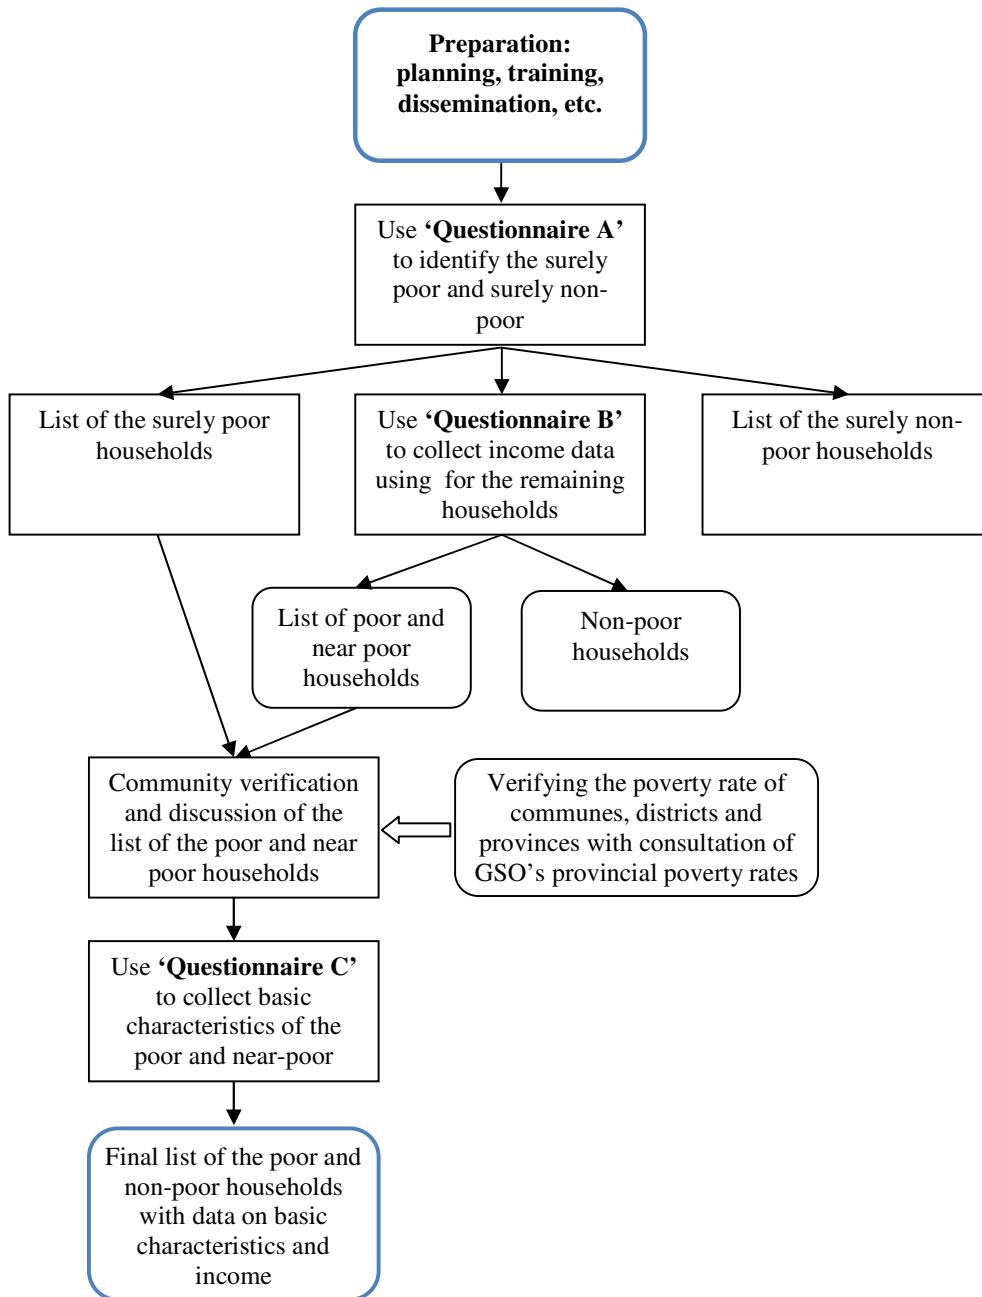 Preparation:
planning, training,
dissemination, etc.
Use ‘Questionnaire A’
to identify the surely
poor and surely non-
poor
List of the surely poor
households
Use ‘Questionnaire B’
to collect income data
using  for the remaining
households
List of the surely non-
poor households
List of poor and
near poor
households
Non-poor
households
Community verification
and discussion of the
list of the poor and near
poor households
Verifying the poverty rate of
communes, districts and
provinces with consultation of
GSO’s provincial poverty rates
Use ‘Questionnaire C’
to collect basic
characteristics of the
poor and near-poor
Final list of the poor and
non-poor households
with data on basic
characteristics and
income